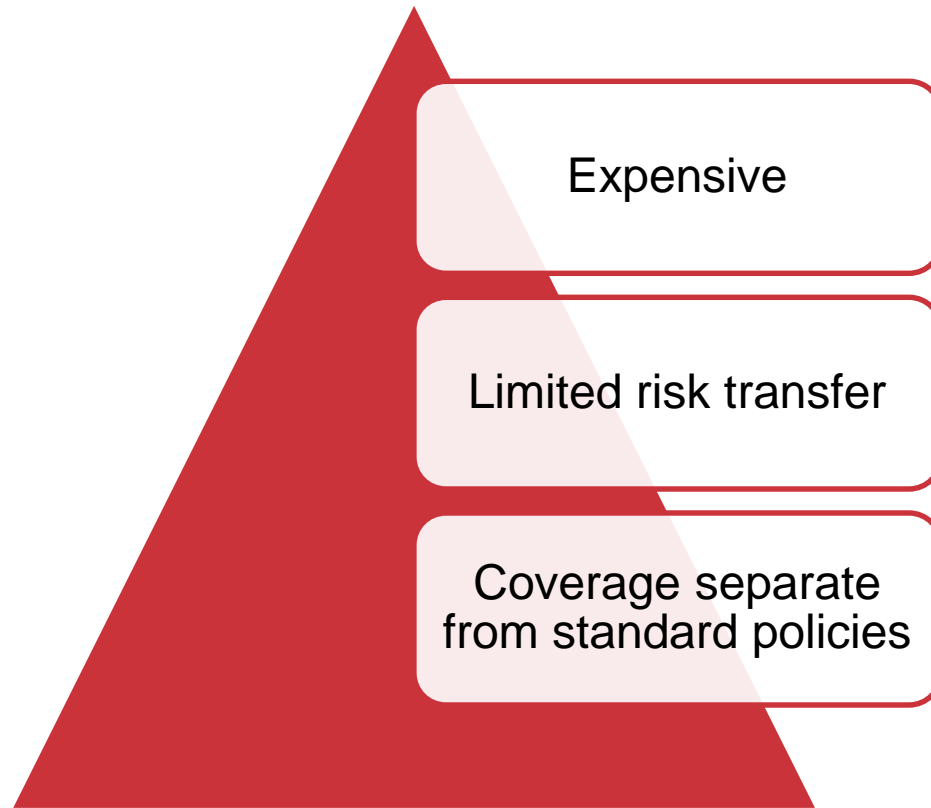 Expensive
Limited risk transfer
Coverage separate
from standard policies